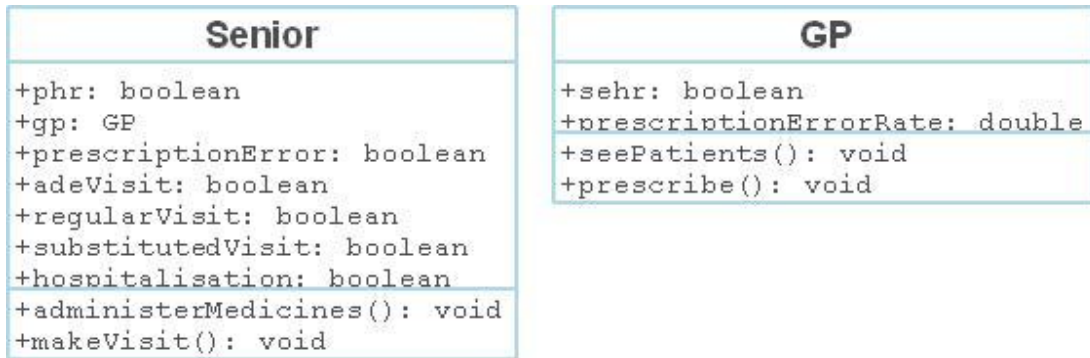 Senior
+phr: boolean
+gp: GP
+prescriptionError: boolean
+adeVisit: boolean
+regularVisit: boolean
+substitutedVisit: boolean
+hospitalisation: boolean
+administerMedicines(): void
+makeVisit(): void
GP
+sehr: boolean
+prescriptionErrorRate: double
+seePatients(): void
+prescribe(): void